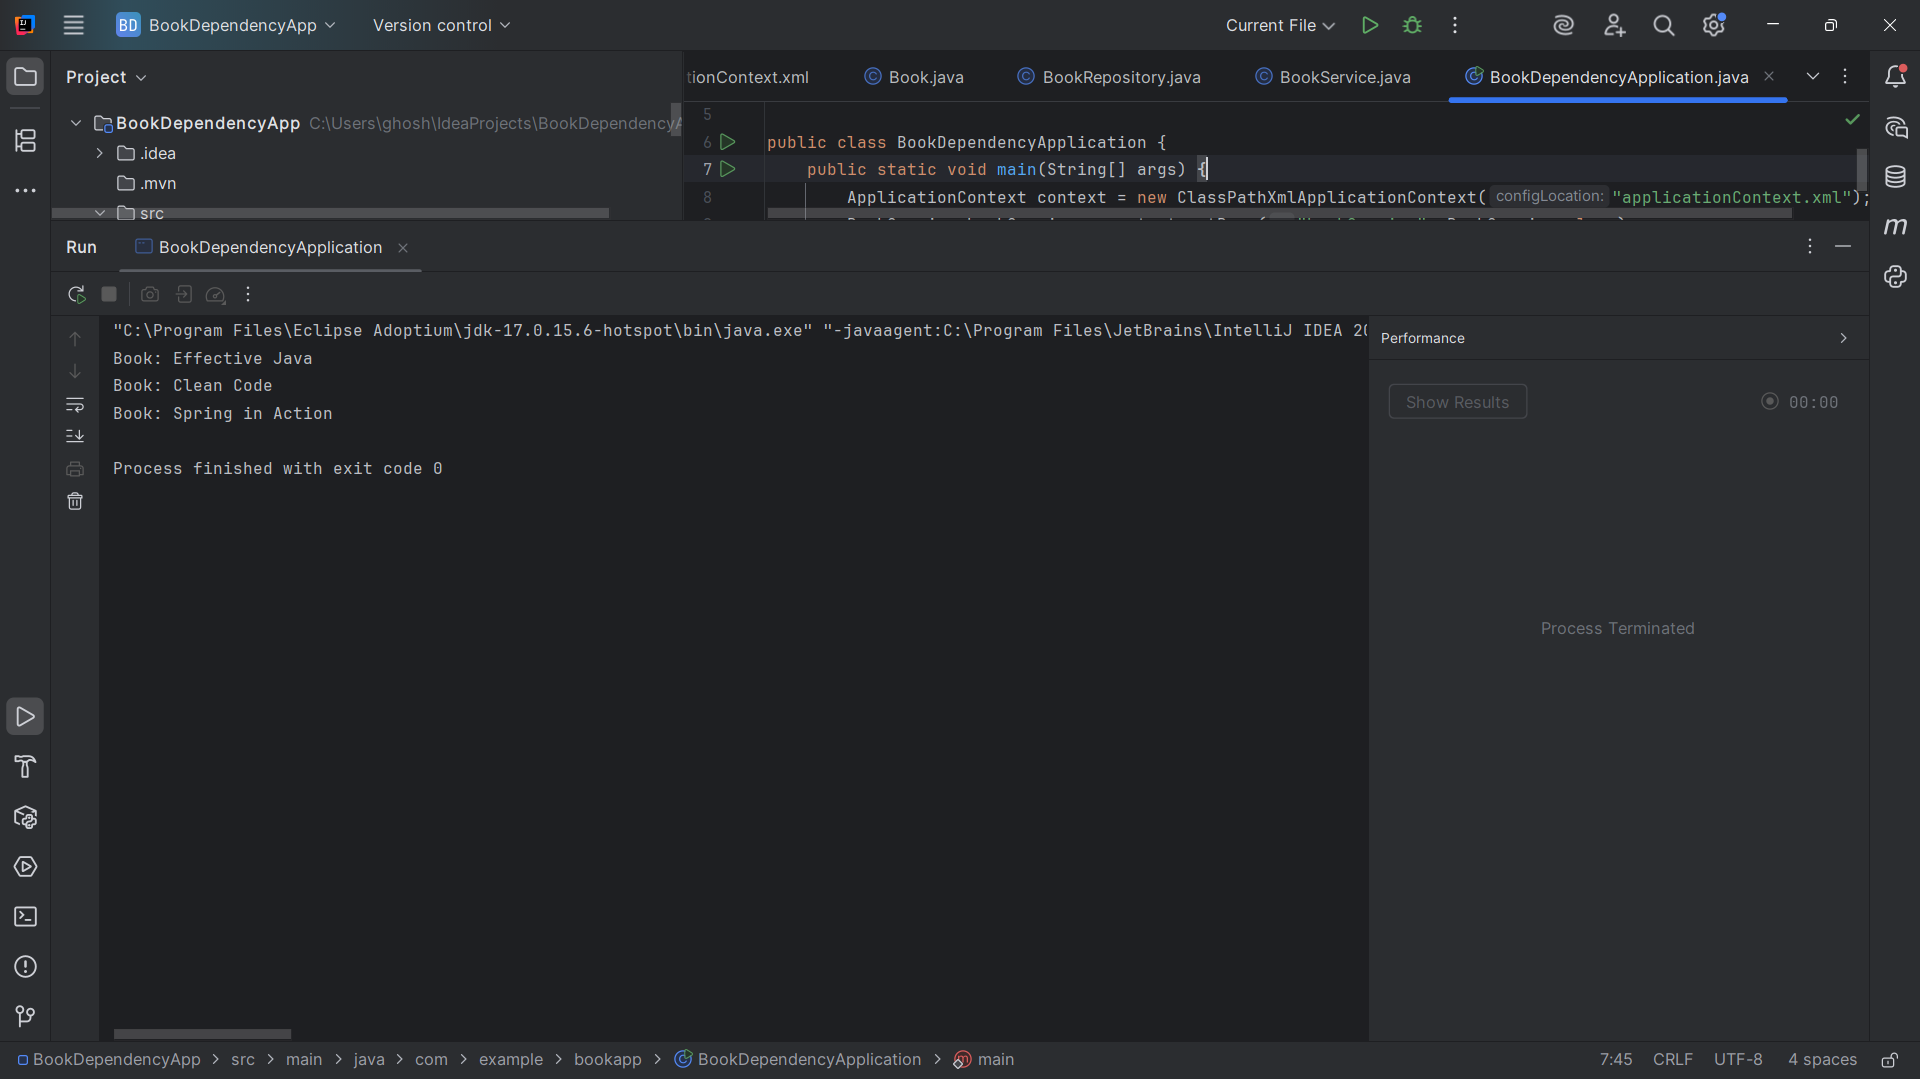 BD BookDependencyApp Version control Current File
Project
tionContext.xml Book.java BookRepository.java BookService.java BookDependencyApplication.java
BookDependencyApp C:\Users\ghosh\IdeaProjects\BookDependencyA
.idea
.mvn
src
5
6 public class BookDependencyApplication {
7 public static void main(String[] args) {
8 ApplicationContext context = new ClassPathXmlApplicationContext( configLocation: "applicationContext.xml");
Run BookDependencyApplication
"C:\Program Files\Eclipse Adoptium\jdk-17.0.15.6-hotspot\bin\java.exe" "-javaagent:C:\Program Files\JetBrains\IntelliJ IDEA 20
Book: Effective Java
Book: Clean Code
Book: Spring in Action
Process finished with exit code 0
Performance
Show Results 00:00
Process Terminated
BookDependencyApp > src > main > java > com > example > bookapp > BookDependencyApplication > main
7:45 CRLF UTF-8 4 spaces